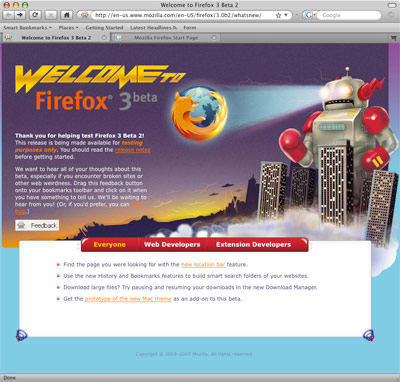 Welcome to Firefox 3 Beta 2
http://en-us.www.mozilla.com/en-US/firefox/3.0b2/whatsnew/
Google
Smart Bookmarks Places Getting Started Latest Headlines Form
Welcome to Firefox 3 Beta 2 Mozilla Firefox Start Page
WELCOME TO
Firefox® 3 beta
Thank you for helping test Firefox 3 Beta 2!
This release is being made available for testing
purposes only. You should read the release notes
before getting started.
We want to hear all of your thoughts about this
beta, especially if you encounter broken sites or
other web weirdness. Drag this feedback button
onto your bookmarks toolbar and click on it when
you have something to tell us. We'll be waiting to
hear from you! (Or, if you'd prefer, you can
Feedback
Everyone Web Developers Extension Developers
Find the page you were looking for with the new location bar feature.
Use the new History and Bookmarks features to build smart search folders of your websites.
Download large files? Try pausing and resuming your downloads in the new Download Manager.
Get the prototype of the new Mac theme as an add-on to this beta.
Copyright © 2005–2007 Mozilla. All rights reserved.
Done